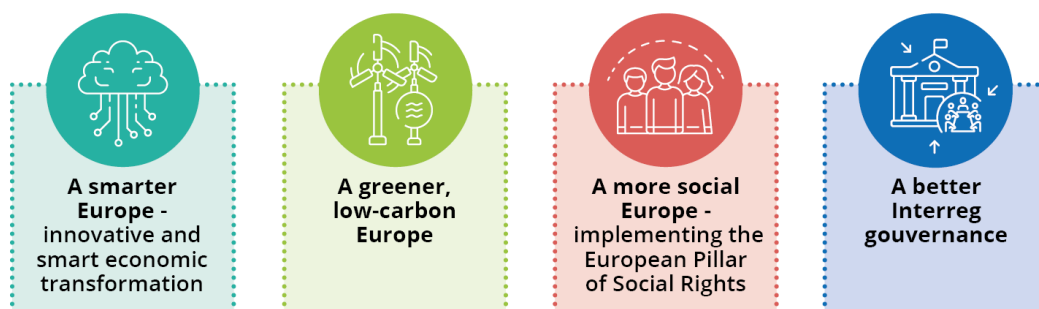 A smarter
Europe -
innovative and
smart economic
transformation
A greener,
low-carbon
Europe
A more social
Europe -
implementing the
European Pillar
of Social Rights
A better
Interreg
gouvernance